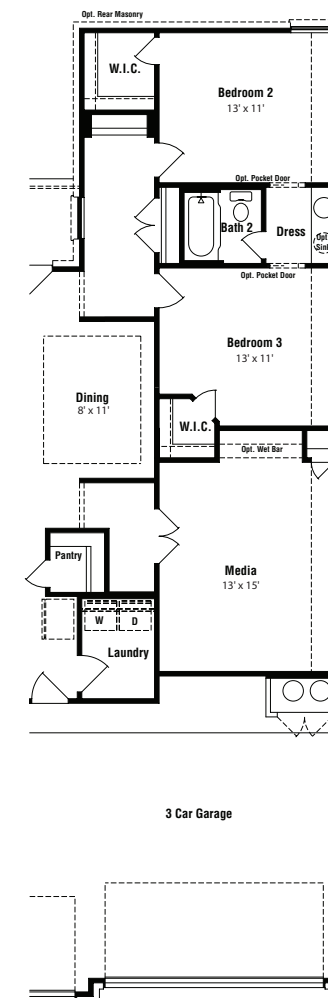 Opt. Rear Masonry
W.I.C.
Bedroom 2
13' x 11'
Opt. Pocket Door
Bath 2
Dress
Opt.
Sink
Opt. Pocket Door
Bedroom 3
13' x 11'
Dining
8' x 11'
W.I.C.
Opt. Wet Bar
Pantry
Media
13' x 15'
W
D
Laundry
3 Car Garage